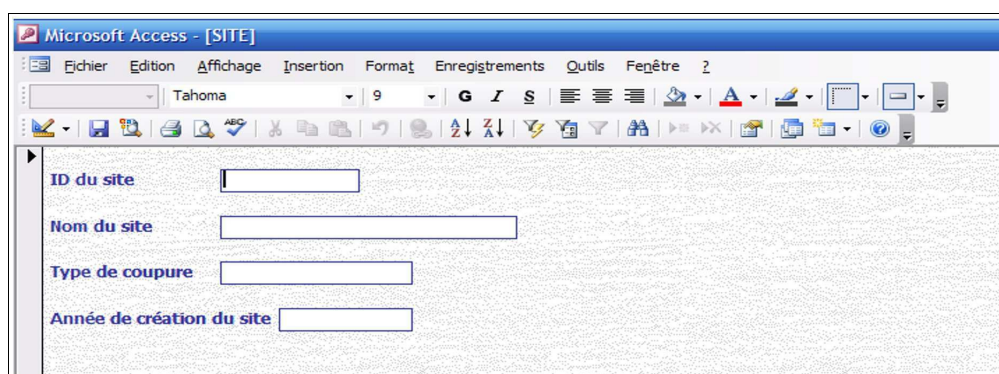 Microsoft Access - [SITE]
Fichier Edition Affichage Insertion Format Enregistrements Outils Fenêtre ?
Tahoma 9 G I S A
ABC A Z Z A
ID du site
Nom du site
Type de coupure
Année de création du site